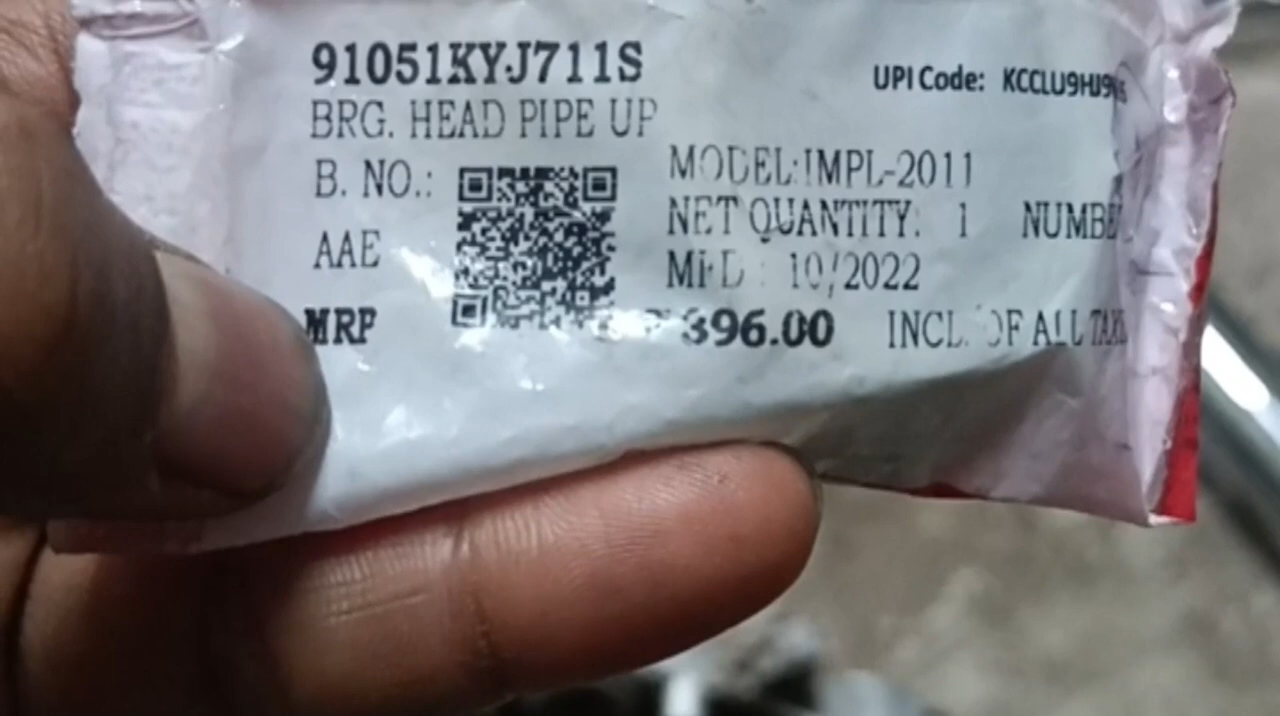 91051KYJ711S
UPI Code:
BRG. HEAD PIPE UP
B. NO.:
MODEL:IMPL-2011
NET QUANTITY: 1
AAE
MFD : 10/2022
MRP
396.00 INCL. OF ALL